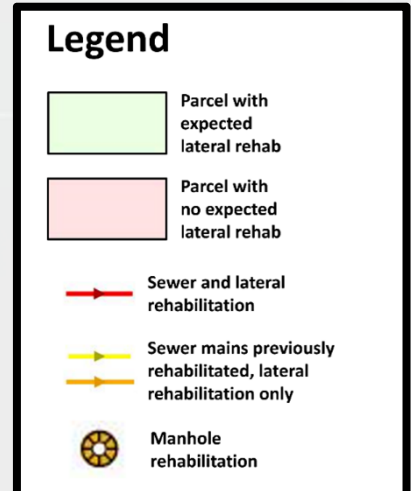 Legend
Parcel with
expected
lateral rehab
Parcel with
no expected
lateral rehab
Sewer and lateral
rehabilitation
Sewer mains previously
rehabilitated, lateral
rehabilitation only
Manhole
rehabilitation